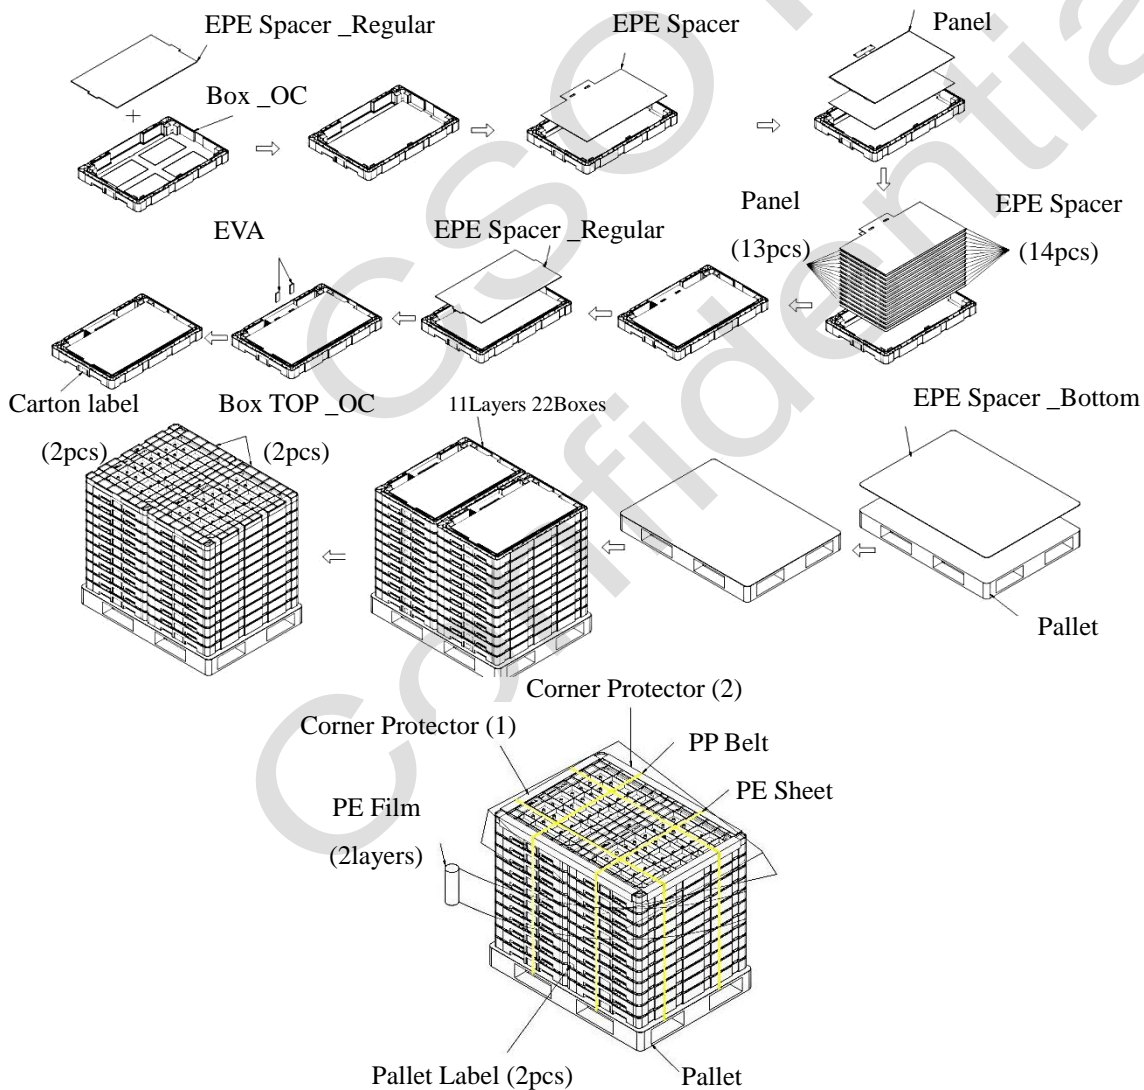 EPE Spacer _Regular
Box _OC
EPE Spacer
Panel
EVA
EPE Spacer _Regular
Panel
(13pcs)
EPE Spacer
(14pcs)
Carton label
(2pcs)
Box TOP _OC
(2pcs)
11Layers 22Boxes
EPE Spacer _Bottom
Pallet
Corner Protector (2)
Corner Protector (1)
PP Belt
PE Sheet
PE Film
(2layers)
Pallet Label (2pcs)
Pallet